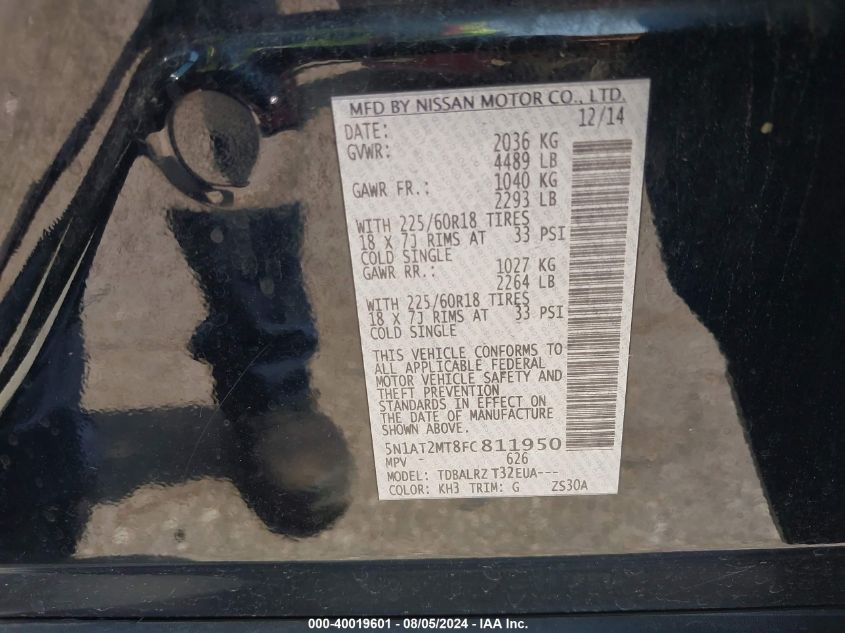 MFD BY NISSAN MOTOR CO., LTD.
DATE: 12/14
GVWR: 2036 KG
4489 LB
GAWR FR.: 1040 KG
2293 LB
WITH 225/60R18 TIRES
18 X 7J RIMS AT 33 PSI
COLD SINGLE
GAWR RR.: 1027 KG
2264 LB
WITH 225/60R18 TIRES
18 X 7J RIMS AT 33 PSI
COLD SINGLE
THIS VEHICLE CONFORMS TO
ALL APPLICABLE FEDERAL
MOTOR VEHICLE SAFETY AND
THEFT PREVENTION
STANDARDS IN EFFECT ON
THE DATE OF MANUFACTURE
SHOWN ABOVE.
5N1AT2MT8FC811950
MPV - 626
MODEL: TDBALRZ T32EUA---
COLOR: KH3 TRIM: G ZS30A
000-40019601 - 08/05/2024 - IAA Inc.